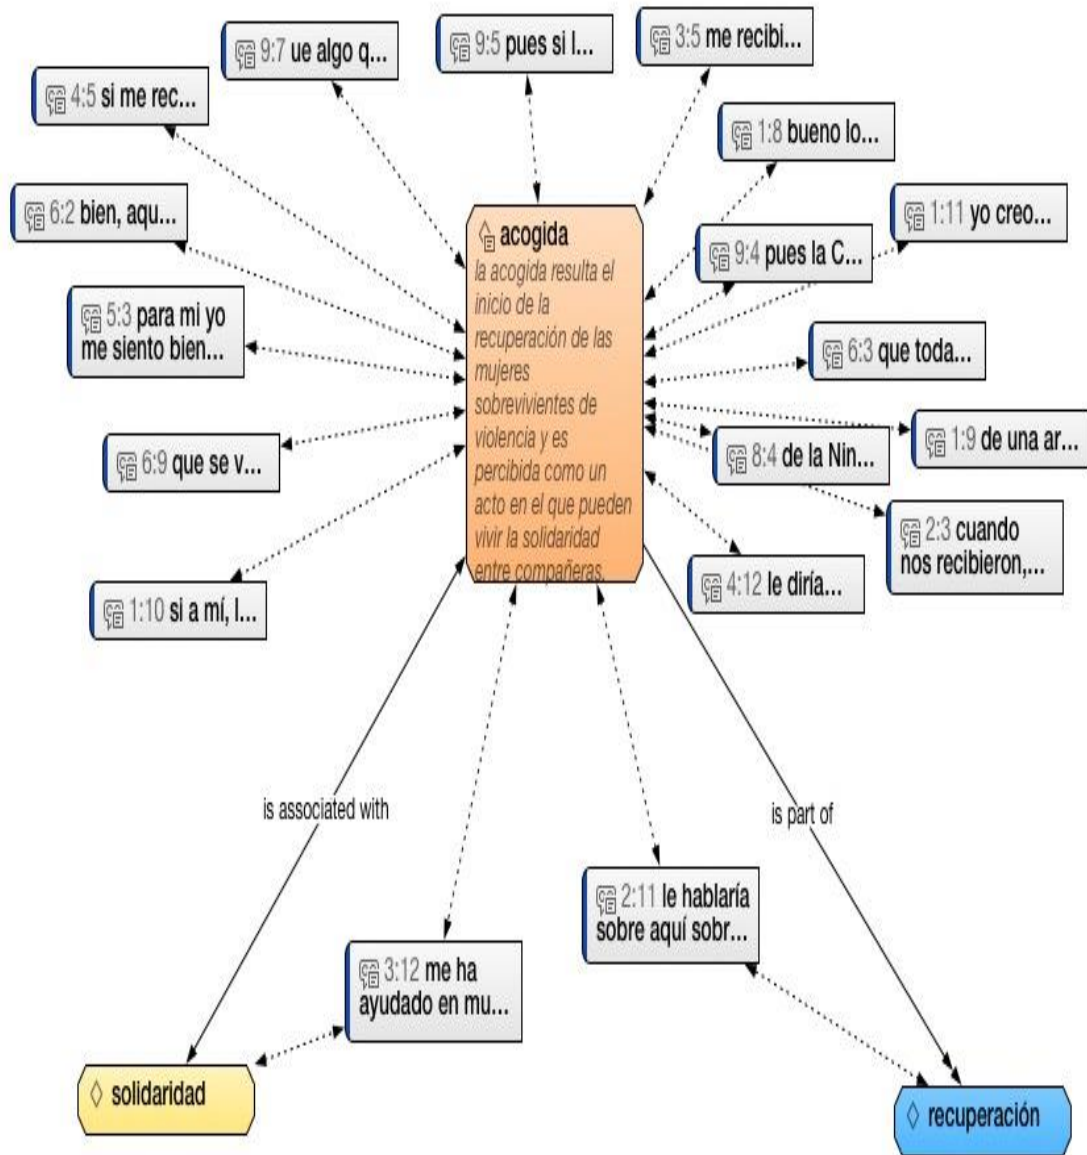 9:7 ue algo q...
9:5 pues si l...
3:5 me recibi...
4:5 si me rec...
1:8 bueno lo...
6:2 bien, aqu...
1:11 yo creo...
9:4 pues la C...
acogida
la acogida resulta el
inicio de la
recuperación de las
mujeres
sobrevivientes de
violencia y es
percibida como un
acto en el que pueden
vivir la solidaridad
entre compañeras.
5:3 para mi yo
me siento bien...
6:3 que toda...
6:9 que se v...
1:9 de una ar...
8:4 de la Nin...
2:3 cuando
nos recibieron,...
4:12 le diría...
1:10 si a mí, l...
is associated with
is part of
2:11 le hablaría
sobre aquí sobr...
3:12 me ha
ayudado en mu...
solidaridad
recuperación